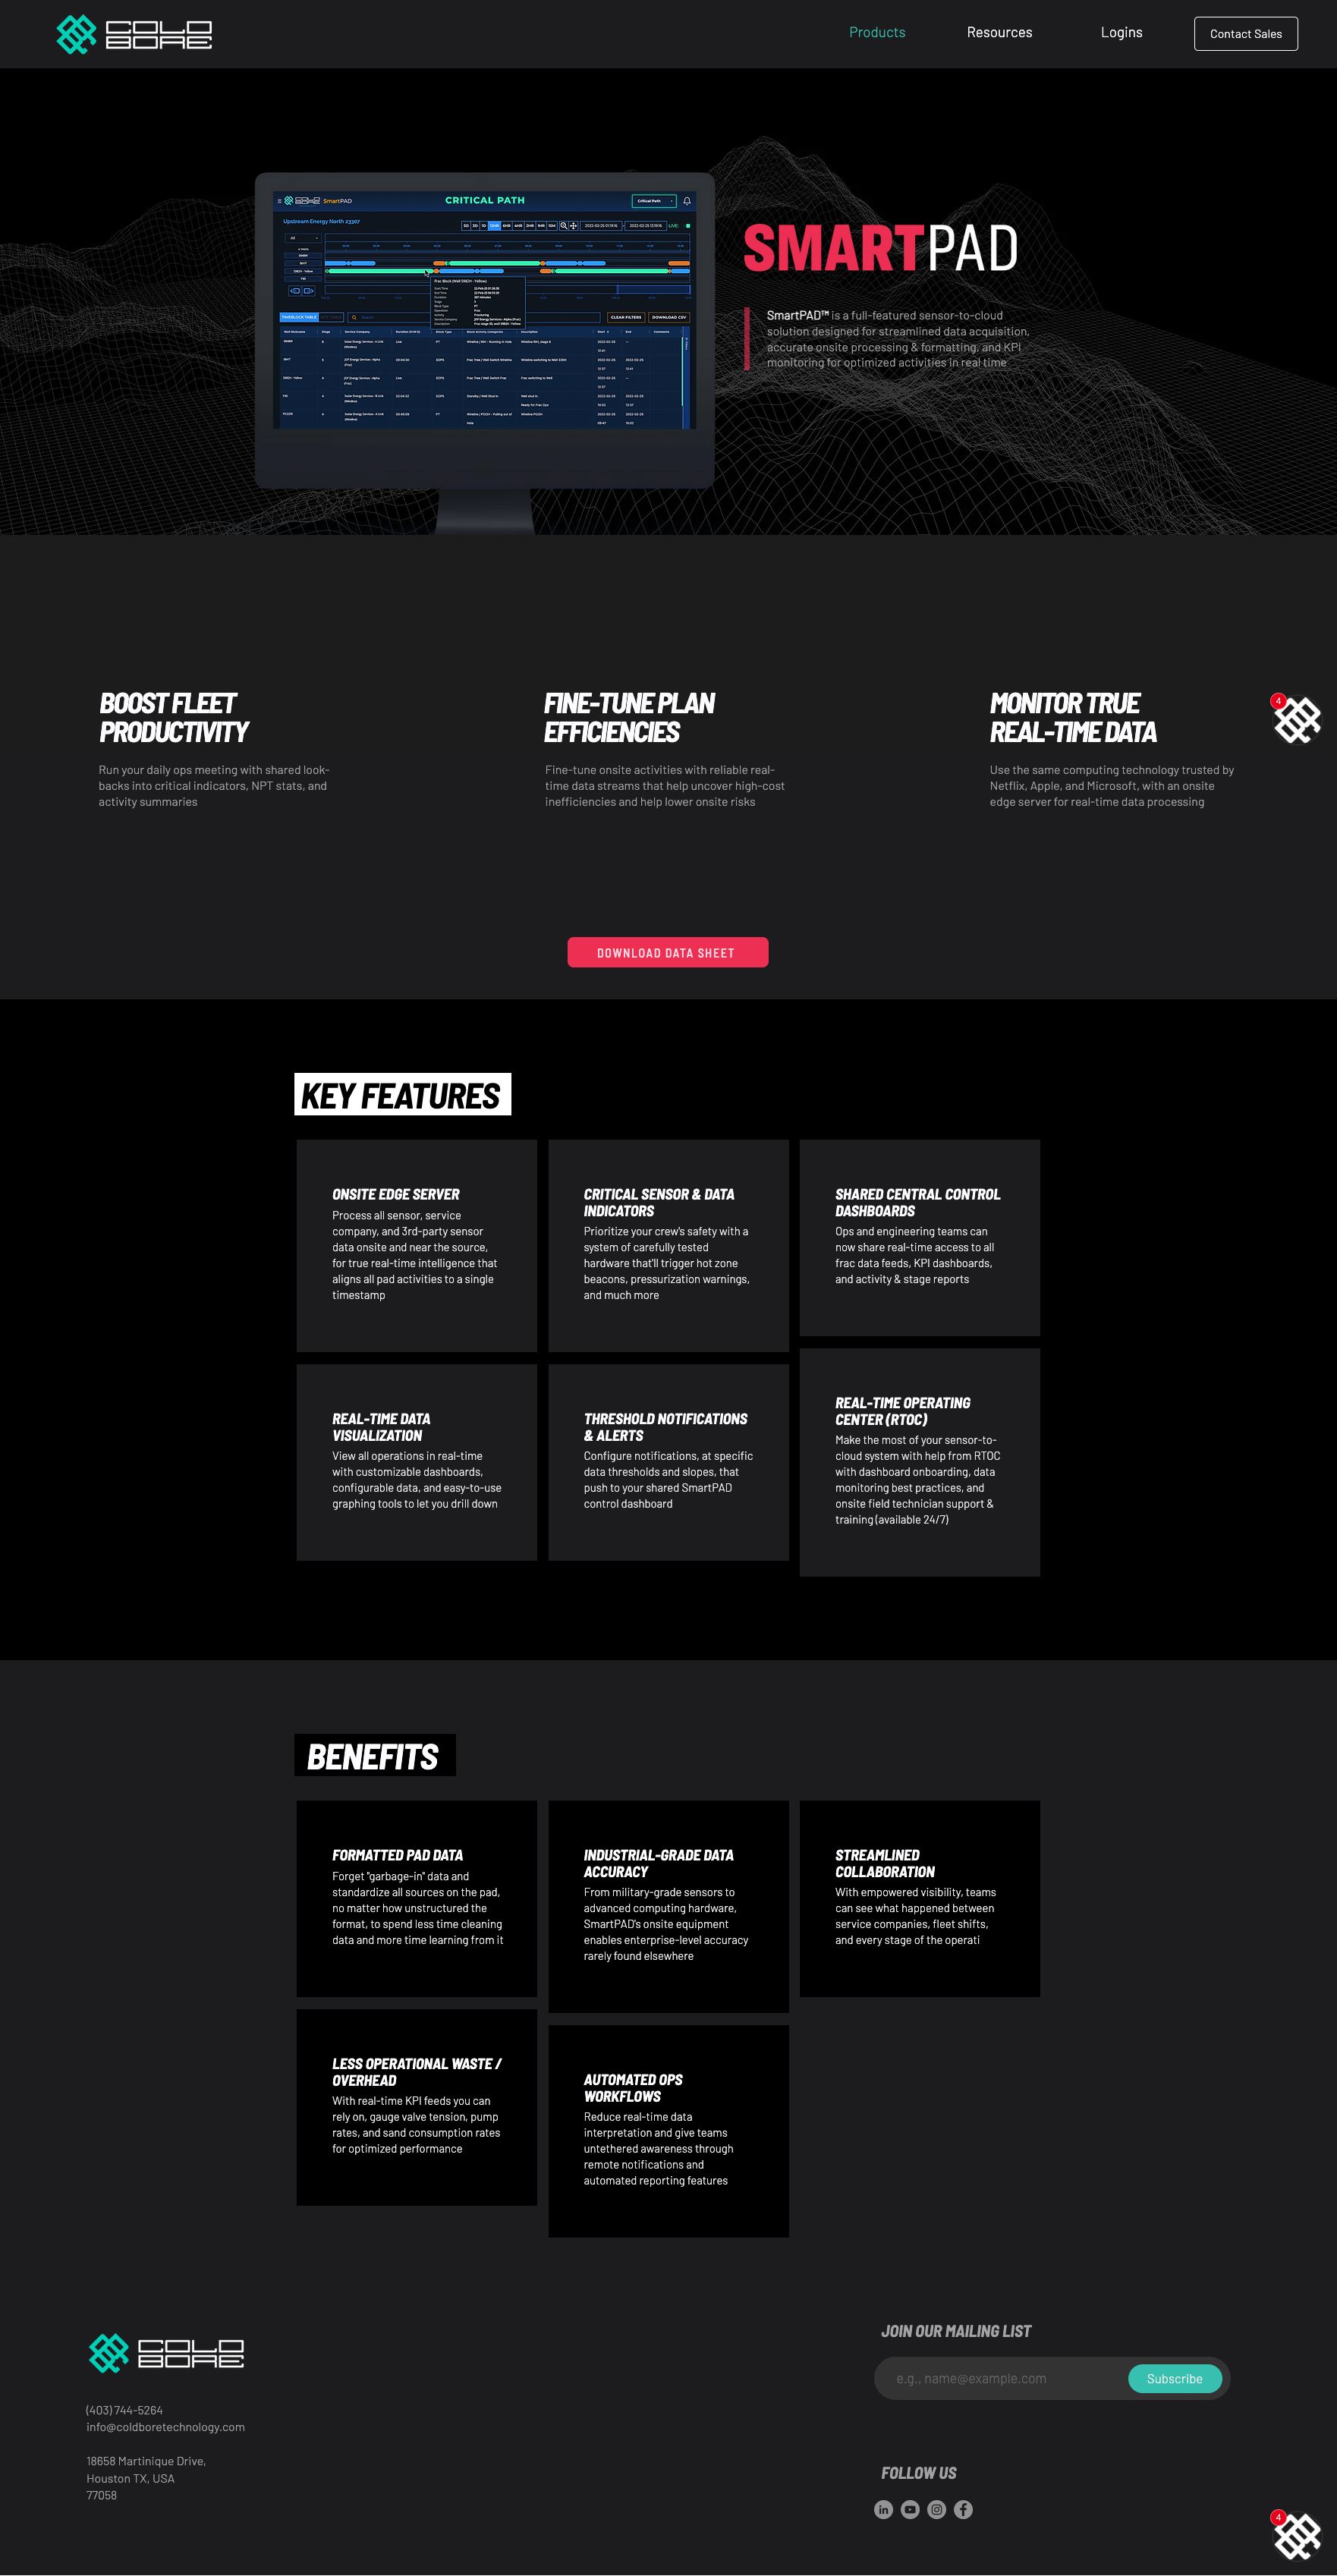 COLD
BORE
Products
Resources
Logins
Contact Sales
SmartPAD
CRITICAL PATH
Critical Path
Upstream Energy North 23307
CLEAR FILTERS
DOWNLOAD CSV
SMARTPAD
SmartPAD™ is a full-featured sensor-to-cloud
solution designed for streamlined data acquisition,
accurate onsite processing & formatting, and KPI
monitoring for optimized activities in real time
BOOST FLEET
PRODUCTIVITY
Run your daily ops meeting with shared look-
backs into critical indicators, NPT stats, and
activity summaries
FINE-TUNE PLAN
EFFICIENCIES
Fine-tune onsite activities with reliable real-
time data streams that help uncover high-cost
inefficiencies and help lower onsite risks
MONITOR TRUE
REAL-TIME DATA
Use the same computing technology trusted by
Netflix, Apple, and Microsoft, with an onsite
edge server for real-time data processing
4
DOWNLOAD DATA SHEET
KEY FEATURES
ONSITE EDGE SERVER
Process all sensor, service
company, and 3rd-party sensor
data onsite and near the source,
for true real-time intelligence that
aligns all pad activities to a single
timestamp
CRITICAL SENSOR & DATA
INDICATORS
Prioritize your crew's safety with a
system of carefully tested
hardware that'll trigger hot zone
beacons, pressurization warnings,
and much more
SHARED CENTRAL CONTROL
DASHBOARDS
Ops and engineering teams can
now share real-time access to all
frac data feeds, KPI dashboards,
and activity & stage reports
REAL-TIME DATA
VISUALIZATION
View all operations in real-time
with customizable dashboards,
configurable data, and easy-to-use
graphing tools to let you drill down
THRESHOLD NOTIFICATIONS
& ALERTS
Configure notifications, at specific
data thresholds and slopes, that
push to your shared SmartPAD
control dashboard
REAL-TIME OPERATING
CENTER (RTOC)
Make the most of your sensor-to-
cloud system with help from RTOC
with dashboard onboarding, data
monitoring best practices, and
onsite field technician support &
training (available 24/7)
BENEFITS
FORMATTED PAD DATA
Forget "garbage-in" data and
standardize all sources on the pad,
no matter how unstructured the
format, to spend less time cleaning
data and more time learning from it
INDUSTRIAL-GRADE DATA
ACCURACY
From military-grade sensors to
advanced computing hardware,
SmartPAD's onsite equipment
enables enterprise-level accuracy
rarely found elsewhere
STREAMLINED
COLLABORATION
With empowered visibility, teams
can see what happened between
service companies, fleet shifts,
and every stage of the operati
LESS OPERATIONAL WASTE /
OVERHEAD
With real-time KPI feeds you can
rely on, gauge valve tension, pump
rates, and sand consumption rates
for optimized performance
AUTOMATED OPS
WORKFLOWS
Reduce real-time data
interpretation and give teams
untethered awareness through
remote notifications and
automated reporting features
COLD
BORE
(403) 744-5264
info@coldboretechnology.com
18658 Martinique Drive,
Houston TX, USA
77058
JOIN OUR MAILING LIST
e.g., name@example.com
Subscribe
FOLLOW US
4